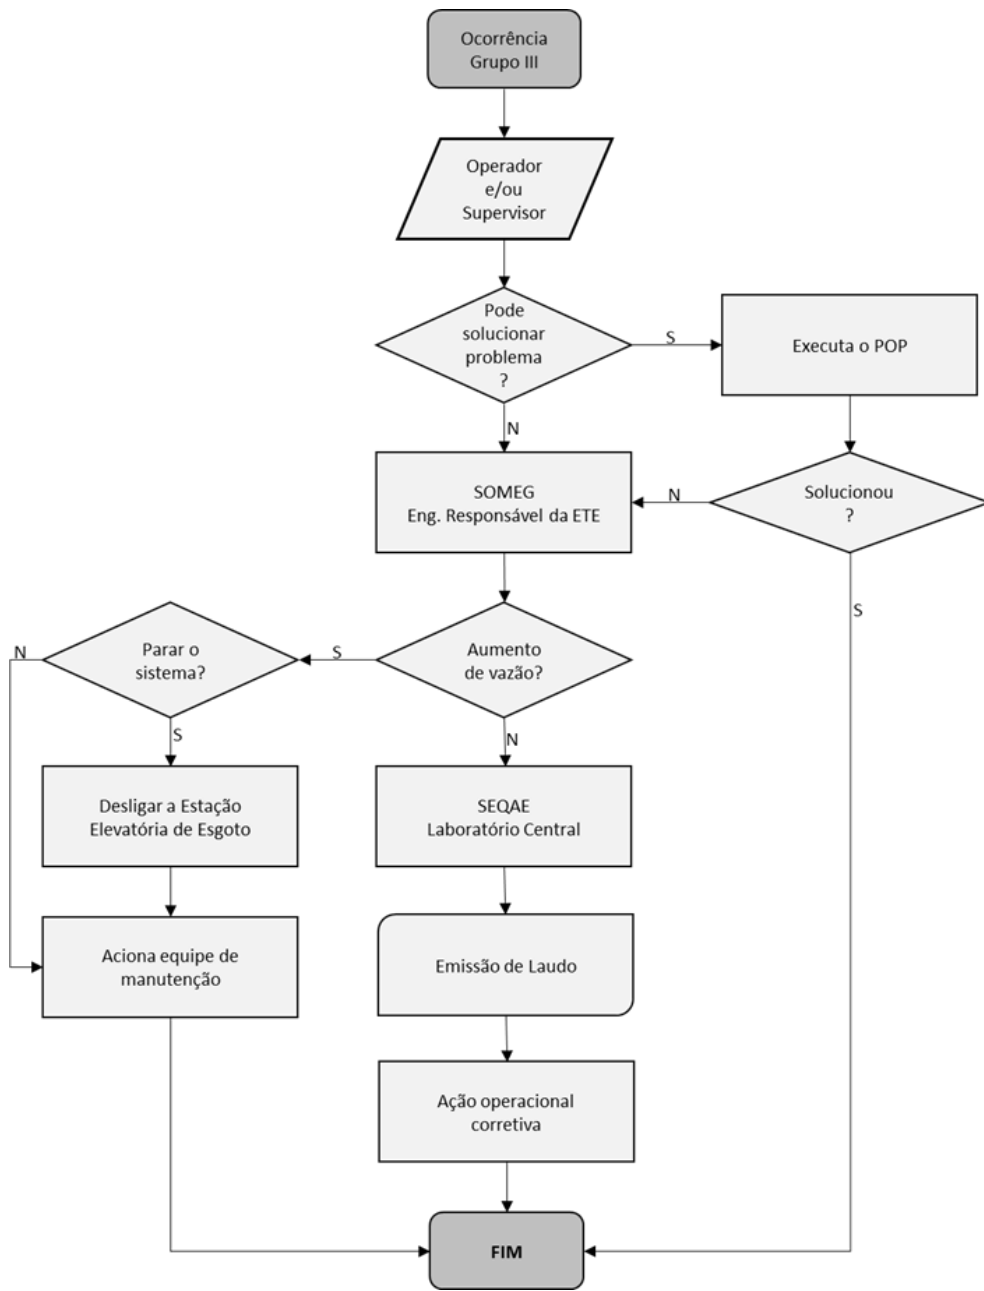 Ocorrência
Grupo III
Operador
e/ou
Supervisor
Pode
solucionar
problema
?
S
Executa o POP
N
SOMEG
Eng. Responsável da ETE
N
Solucionou
?
S
Parar o
sistema?
N
S
Aumento
de vazão?
S
N
Desligar a Estação
Elevatória de Esgoto
SEQAE
Laboratório Central
Aciona equipe de
manutenção
Emissão de Laudo
Ação operacional
corretiva
FIM